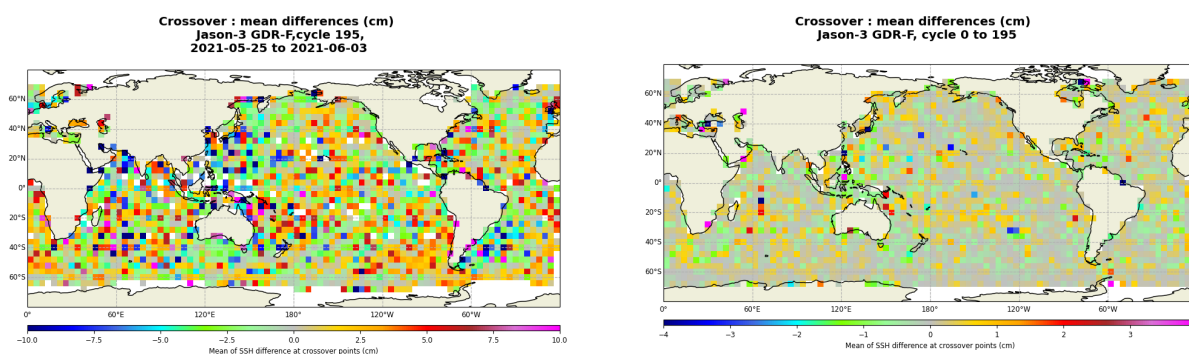 Crossover : mean differences (cm)
Jason-3 GDR-F,cycle 195,
2021-05-25 to 2021-06-03
60°N
40°N
20°N
0°
20°S
40°S
60°S
0°
60°E
120°E
180°
120°W
60°W
−10.0
−7.5
−5.0
−2.5
0.0
2.5
5.0
7.5
10.0
Mean of SSH difference at crossover points (cm)
Crossover : mean differences (cm)
Jason-3 GDR-F, cycle 0 to 195
60°N
40°N
20°N
0°
20°S
40°S
60°S
0°
60°E
120°E
180°
120°W
60°W
−4
−3
−2
−1
0
1
2
3
Mean of SSH difference at crossover points (cm)